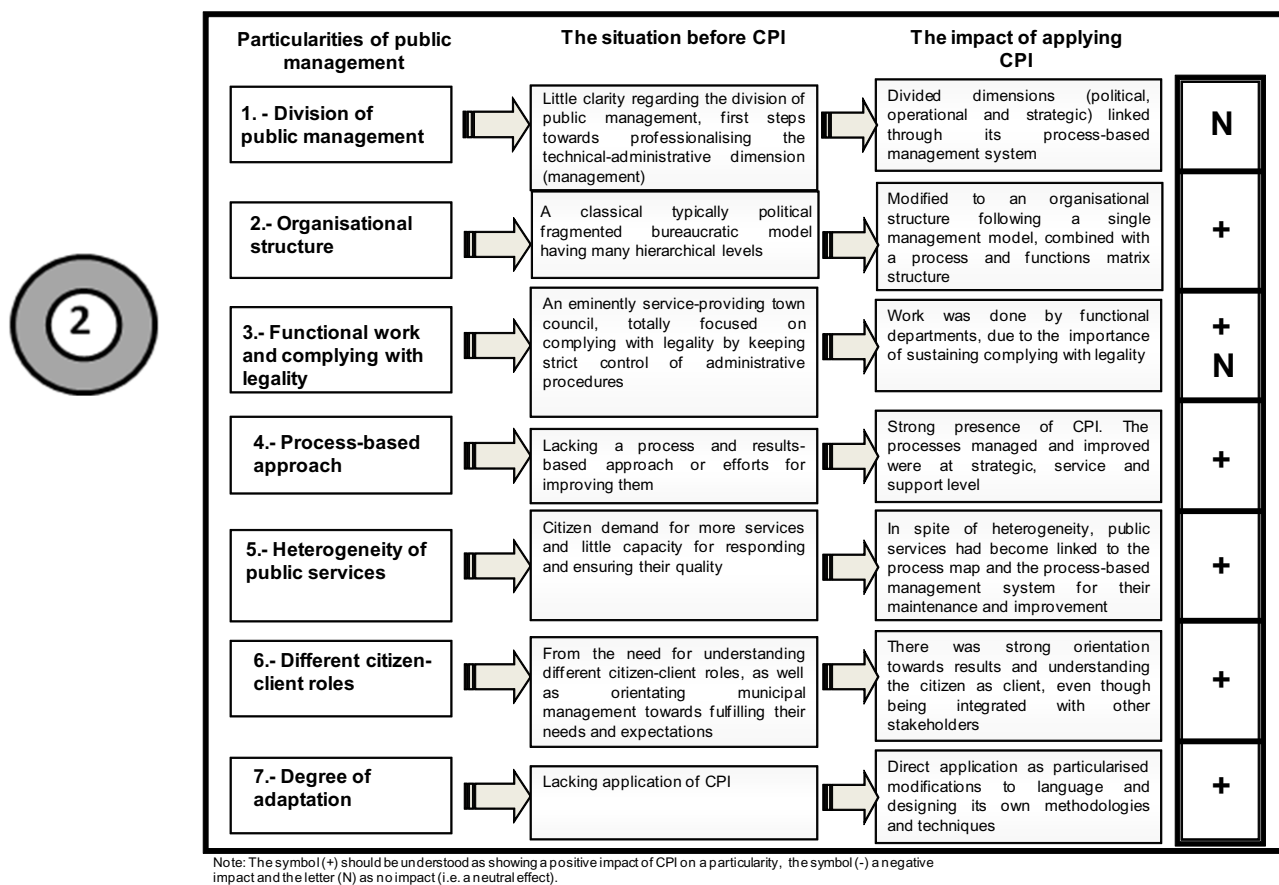 Particularities of public
management
The situation before CPI
The impact of applying
CPI
1. - Division of
public management
Little clarity regarding the division of
public management, first steps
towards professionalising the
technical-administrative dimension
(management)
Divided dimensions (political,
operational and strategic) linked
through its process-based
management system
N
2.- Organisational
structure
A classical typically political
fragmented bureaucratic model
having many hierarchical levels
Modified to an organisational
structure following a single
management model, combined with
a process and functions matrix
structure
+
2
3.- Functional work
and complying with
legality
An eminently service-providing town
council, totally focused on
complying with legality by keeping
strict control of administrative
procedures
Work was done by functional
departments, due to the importance
of sustaining complying with legality
+
N
4.- Process-based
approach
Lacking a process and results-
based approach or efforts for
improving them
Strong presence of CPI. The
processes managed and improved
were at strategic, service and
support level
+
5.- Heterogeneity of
public services
Citizen demand for more services
and little capacity for responding
and ensuring their quality
In spite of heterogeneity, public
services had become linked to the
process map and the process-based
management system for their
maintenance and improvement
+
6.- Different citizen-
client roles
From the need for understanding
different citizen-client roles, as well
as orientating municipal
management towards fulfilling their
needs and expectations
There was strong orientation
towards results and understanding
the citizen as client, even though
being integrated with other
stakeholders
+
7.- Degree of
adaptation
Lacking application of CPI
Direct application as particularised
modifications to language and
designing its own methodologies
and techniques
+
Note: The symbol (+) should be understood as showing a positive impact of CPI on a particularity, the symbol (-) a negative
impact and the letter (N) as no impact (i.e. a neutral effect).